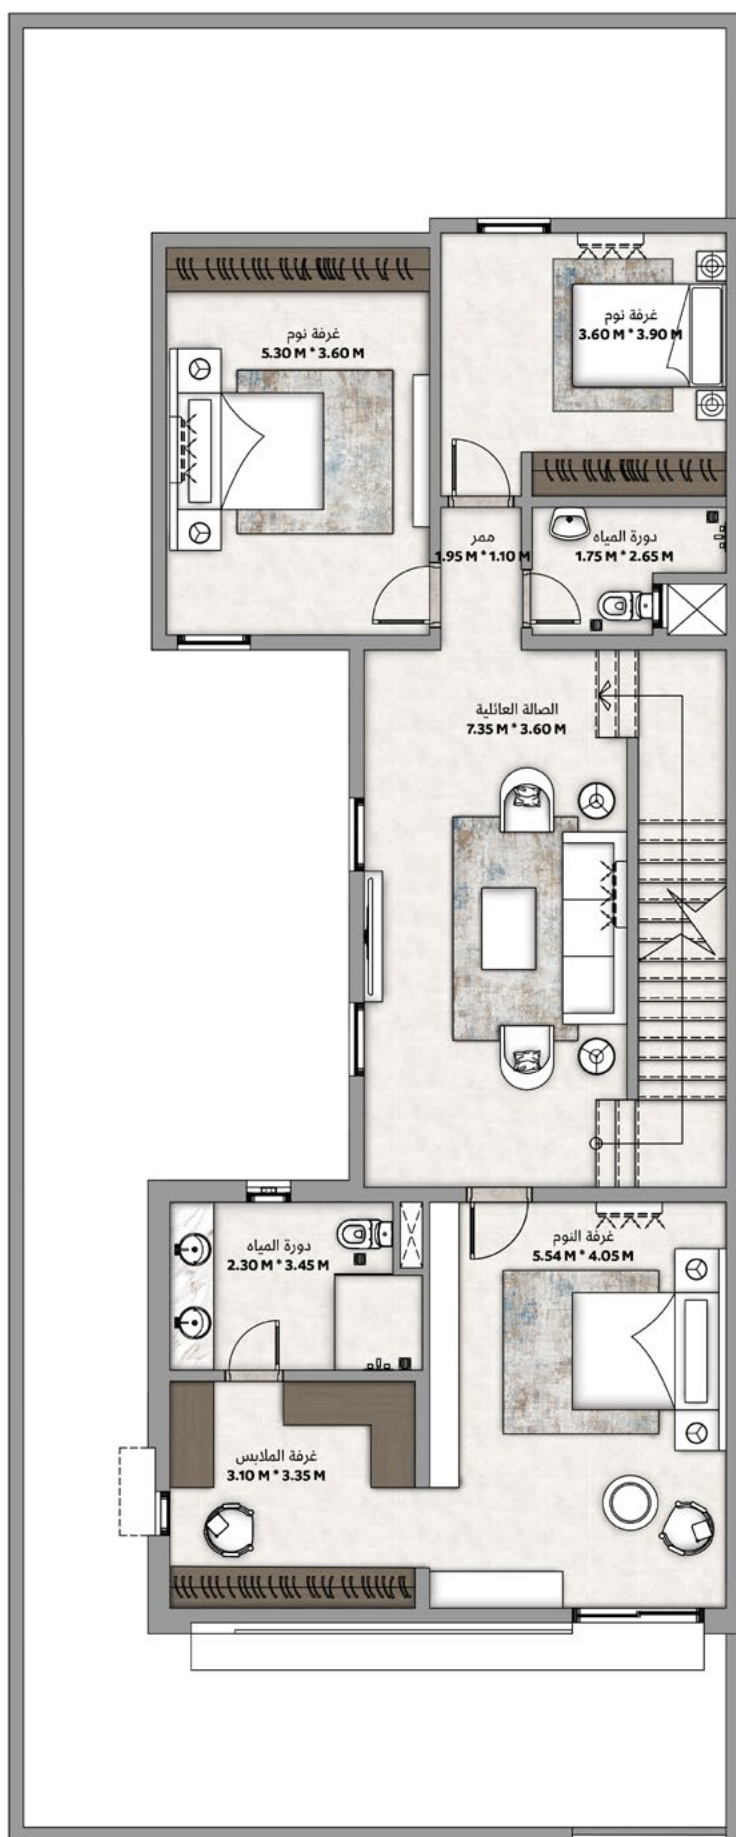 غرفة نوم
5.30 M * 3.60 M
غرفة نوم
3.60 M * 3.90 M
ممر
1.95 M * 1.10 M
دورة المياه
1.75 M * 2.65 M
الصالة العائلية
7.35 M * 3.60 M
دورة المياه
2.30 M * 3.45 M
غرفة النوم
5.54 M * 4.05 M
غرفة الملابس
3.10 M * 3.35 M